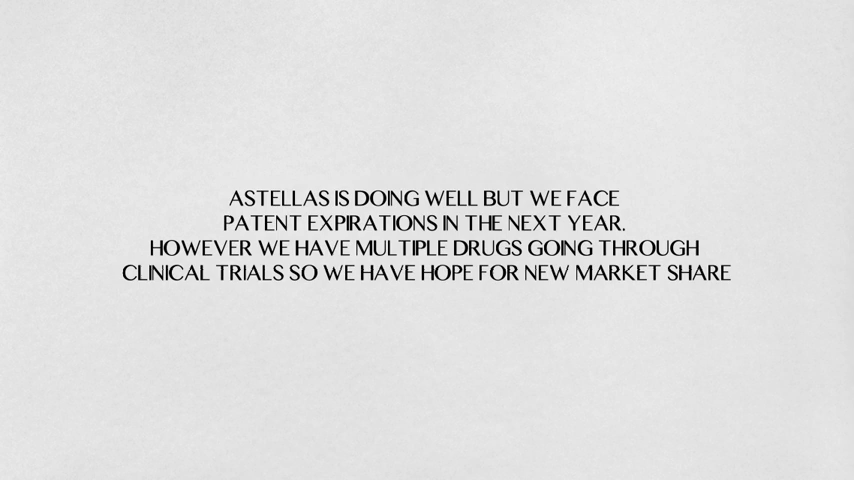 ASTELLAS IS DOING WELL BUT WE FACE
PATENT EXPIRATIONS IN THE NEXT YEAR.
HOWEVER WE HAVE MULTIPLE DRUGS GOING THROUGH
CLINICAL TRIALS SO WE HAVE HOPE FOR NEW MARKET SHARE